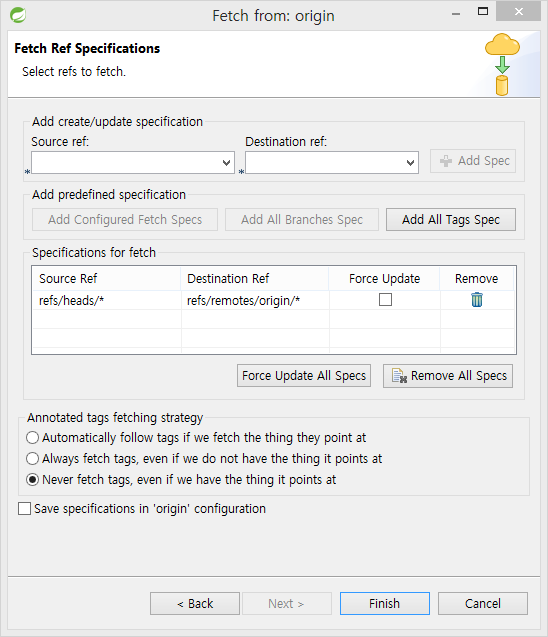 Fetch from: origin
Fetch Ref Specifications
Select refs to fetch.
Add create/update specification
Source ref: Destination ref:
* * Add Spec
Add predefined specification
Add Configured Fetch Specs Add All Branches Spec Add All Tags Spec
Specifications for fetch
Source Ref Destination Ref Force Update Remove
refs/heads/* refs/remotes/origin/*
Force Update All Specs Remove All Specs
Annotated tags fetching strategy
Automatically follow tags if we fetch the thing they point at
Always fetch tags, even if we do not have the thing it points at
Never fetch tags, even if we have the thing it points at
Save specifications in 'origin' configuration
< Back Next > Finish Cancel